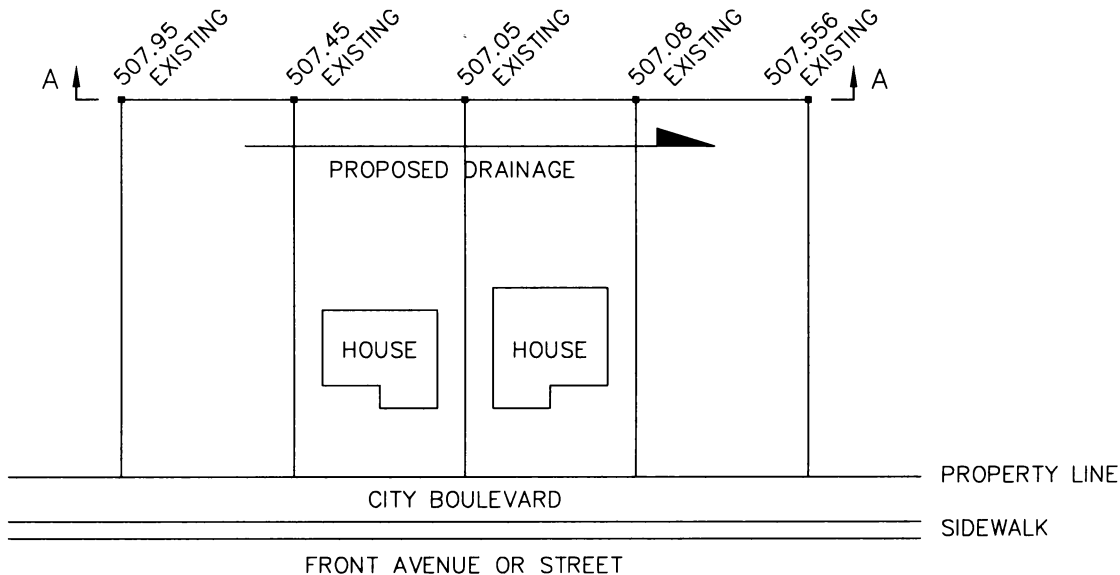 507.95
EXISTING
507.45
EXISTING
507.05
EXISTING
507.08
EXISTING
507.556
EXISTING
A
A
PROPOSED DRAINAGE
HOUSE
HOUSE
PROPERTY LINE
CITY BOULEVARD
SIDEWALK
FRONT AVENUE OR STREET